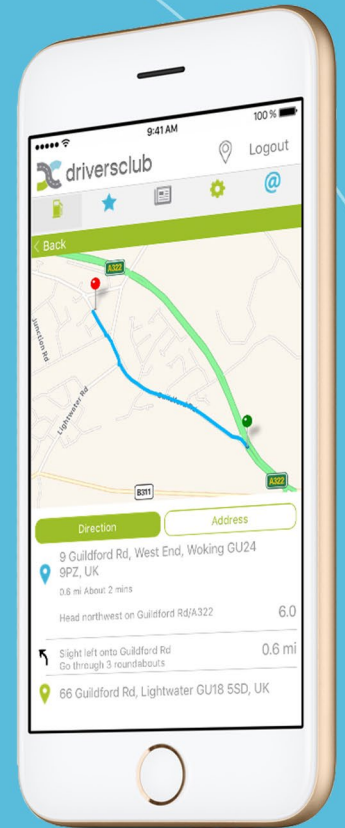 9:41 AM
100 %
driversclub
Logout
@
Back
A322
Junction Rd
Lightwater Rd
Guildford Rd
B311
A322
Direction
Address
9 Guildford Rd, West End, Woking GU24
9PZ, UK
0.6 mi About 2 mins
Head northwest on Guildford Rd/A322
6.0
Slight left onto Guildford Rd
0.6 mi
Go through 3 roundabouts
66 Guildford Rd, Lightwater GU18 5SD, UK